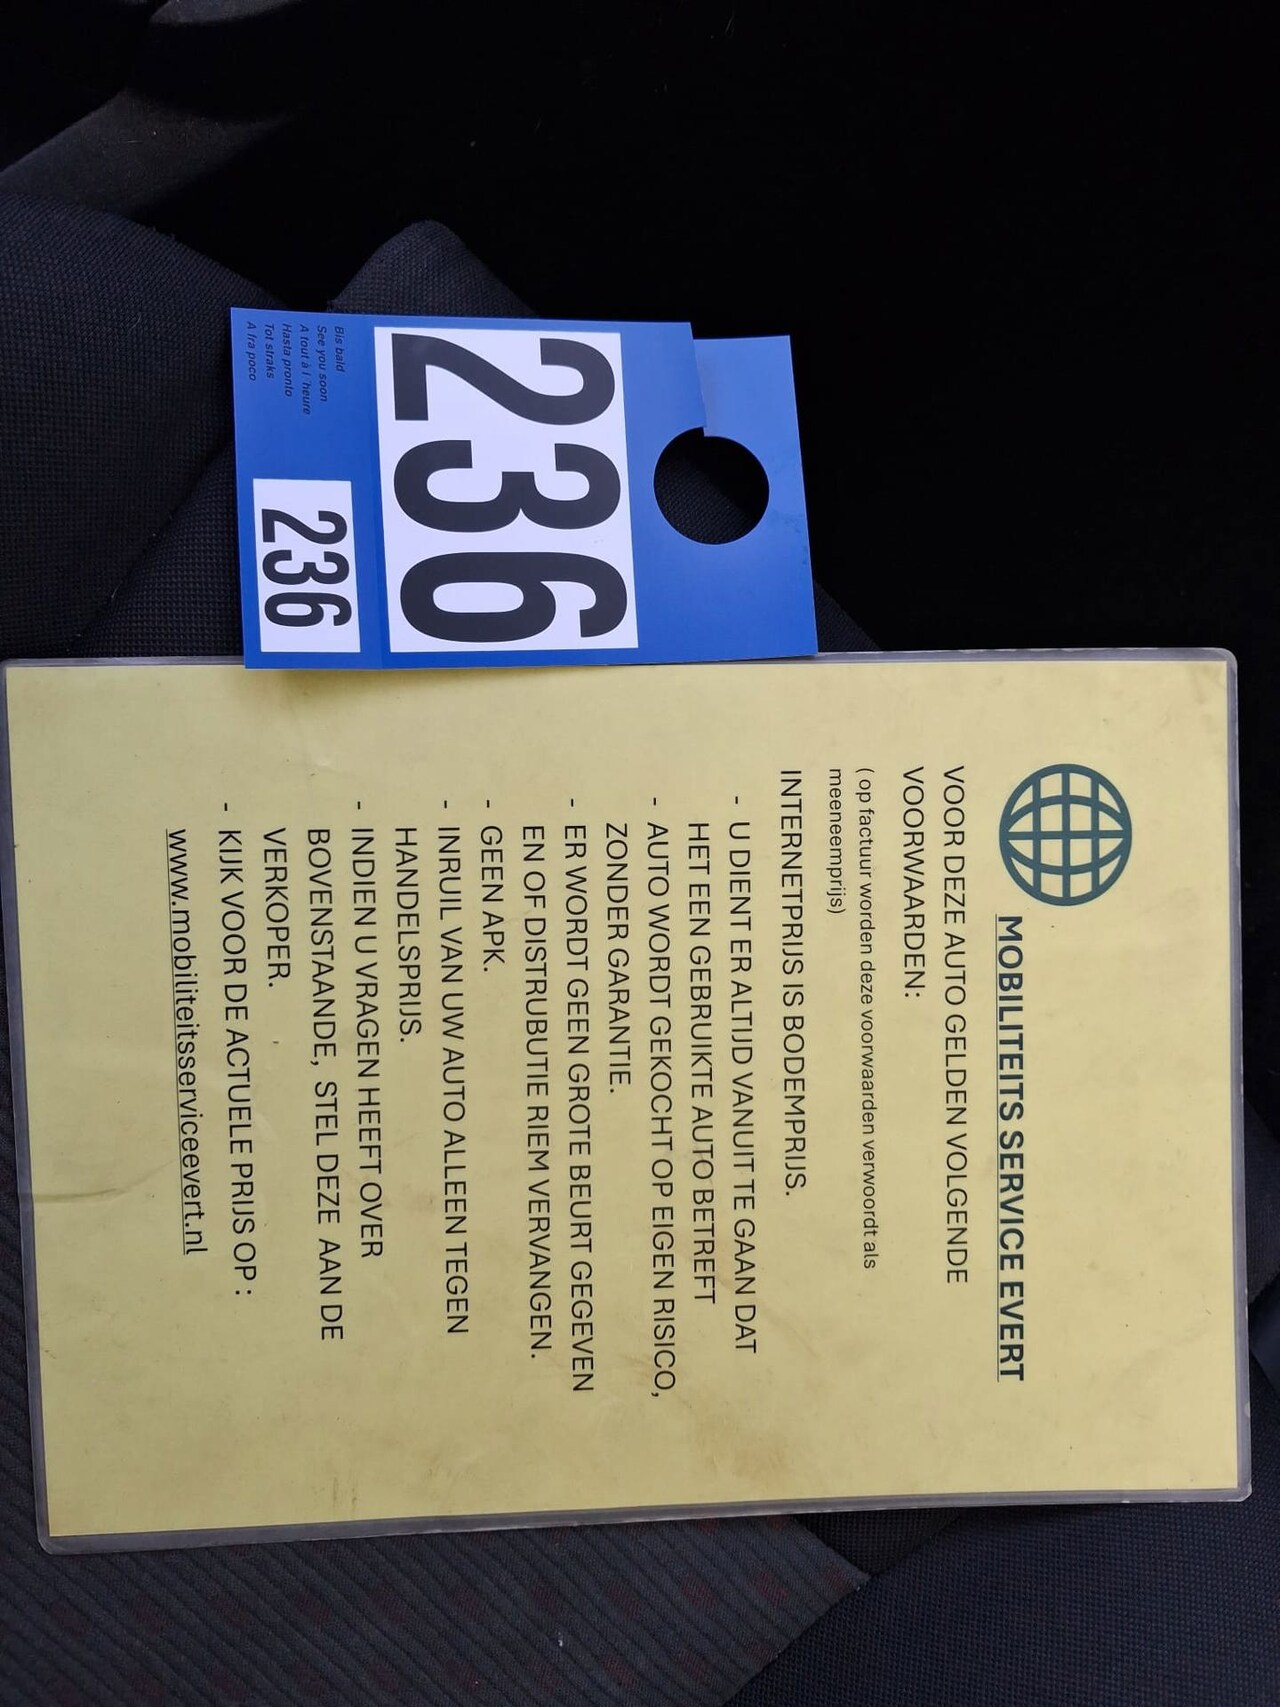 236
Bis bald
See you soon
A tout à l heure
Hasta pronto
Tot straks
A fra poco
236
MOBILITEITS SERVICE EVERT
VOOR DEZE AUTO GELDEN VOLGENDE
VOORWAARDEN:
( op factuur worden deze voorwaarden verwoordt als
meeneemprijs)
INTERNETPRIJS IS BODEMPRIJS.
- U DIENT ER ALTIJD VANUIT TE GAAN DAT
HET EEN GEBRUIKTE AUTO BETREFT
- AUTO WORDT GEKOCHT OP EIGEN RISICO,
ZONDER GARANTIE.
- ER WORDT GEEN GROTE BEURT GEGEVEN
EN OF DISTRUBUTIE RIEM VERVANGEN.
- GEEN APK.
- INRUIL VAN UW AUTO ALLEEN TEGEN
HANDELSPRIJS.
- INDIEN U VRAGEN HEEFT OVER
BOVENSTAANDE, STEL DEZE AAN DE
VERKOPER.
- KIJK VOOR DE ACTUELE PRIJS OP :
www.mobiliteitsserviceevert.nl